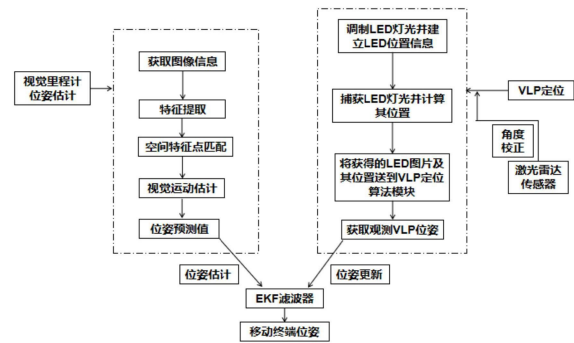 视觉里程计
位姿估计
获取图像信息
特征提取
空间特征点匹配
视觉运动估计
位姿预测值
调制LED灯光并建
立LED位置信息
捕获LED灯光并计算
其位置
将获得的LED图片及
其位置送到VLP定位
算法模块
获取观测VLP位姿
VLP定位
角度
校正
激光雷达
传感器
位姿估计
位姿更新
EKF滤波器
移动终端位姿